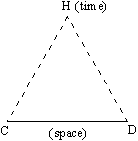 H (time)
C (space) D